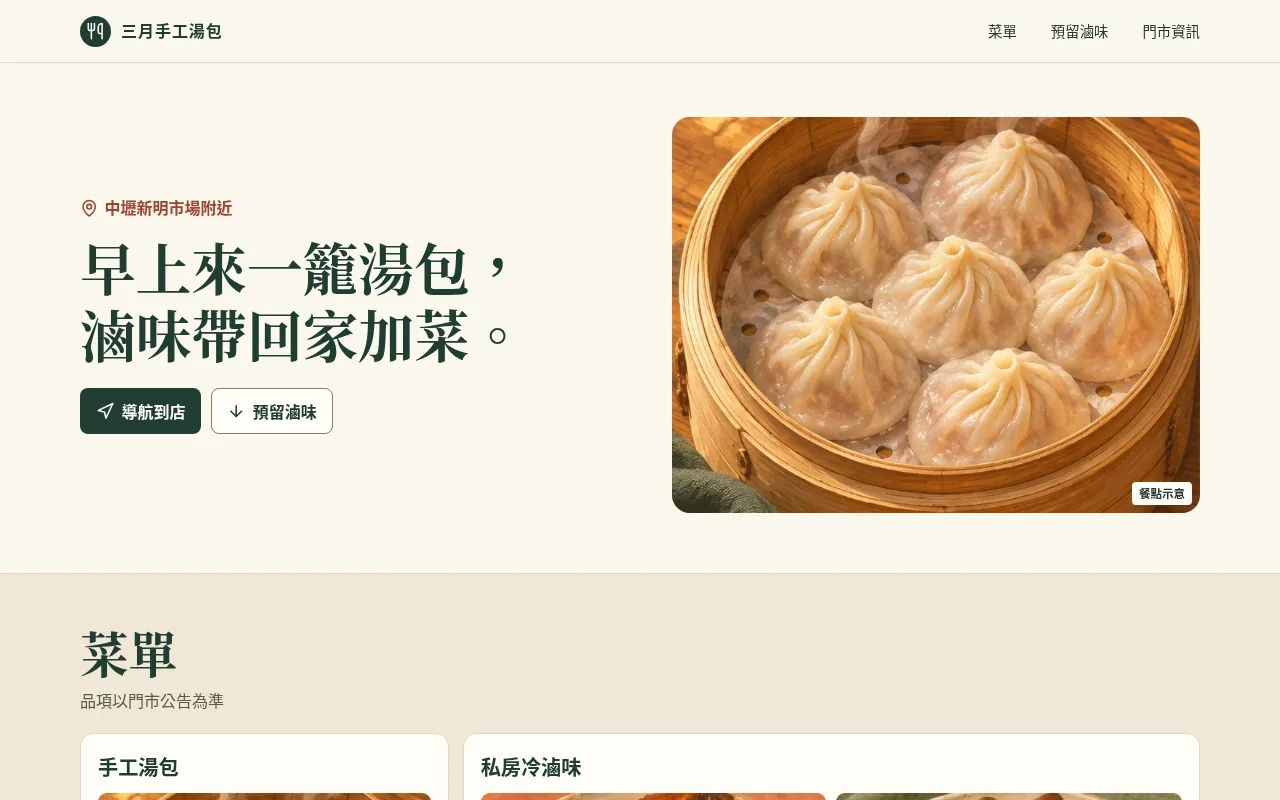 三月手工湯包
菜單
預留滷味
門市資訊
中壢新明市場附近
早上來一籠湯包，
滷味帶回家加菜。
導航到店
預留滷味
餐點示意
菜單
品項以門市公告為準
手工湯包
私房冷滷味